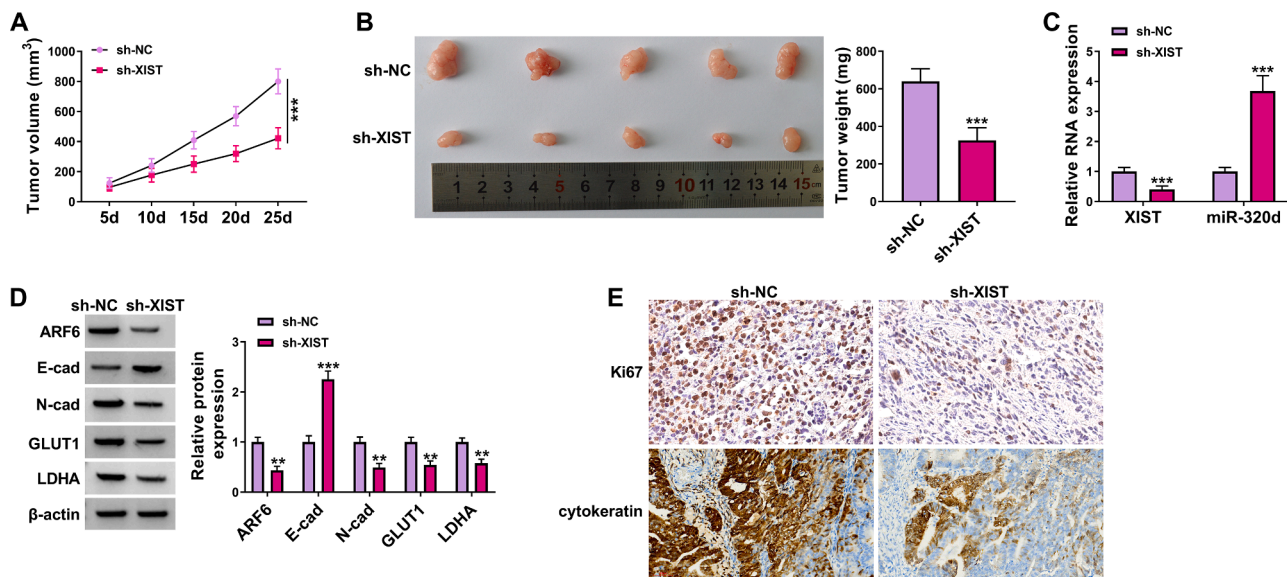 A
sh-NC
sh-XIST
Tumor volume (mm³)
1000
800
600
400
200
0
5d 10d 15d 20d 25d
***
B
sh-NC
sh-XIST
1 2 3 4 5 6 7 8 9 10 11 12 13 14 15 cm
Tumor weight (mg)
800
600
400
200
0
***
sh-NC
sh-XIST
C
sh-NC
sh-XIST
Relative RNA expression
5
4
3
2
1
0
***
***
XIST miR-320d
D
sh-NC sh-XIST
ARF6
E-cad
N-cad
GLUT1
LDHA
β-actin
sh-NC
sh-XIST
Relative protein
expression
3
2
1
0
**
***
**
**
**
ARF6
E-cad
N-cad
GLUT1
LDHA
E
sh-NC sh-XIST
Ki67
cytokeratin